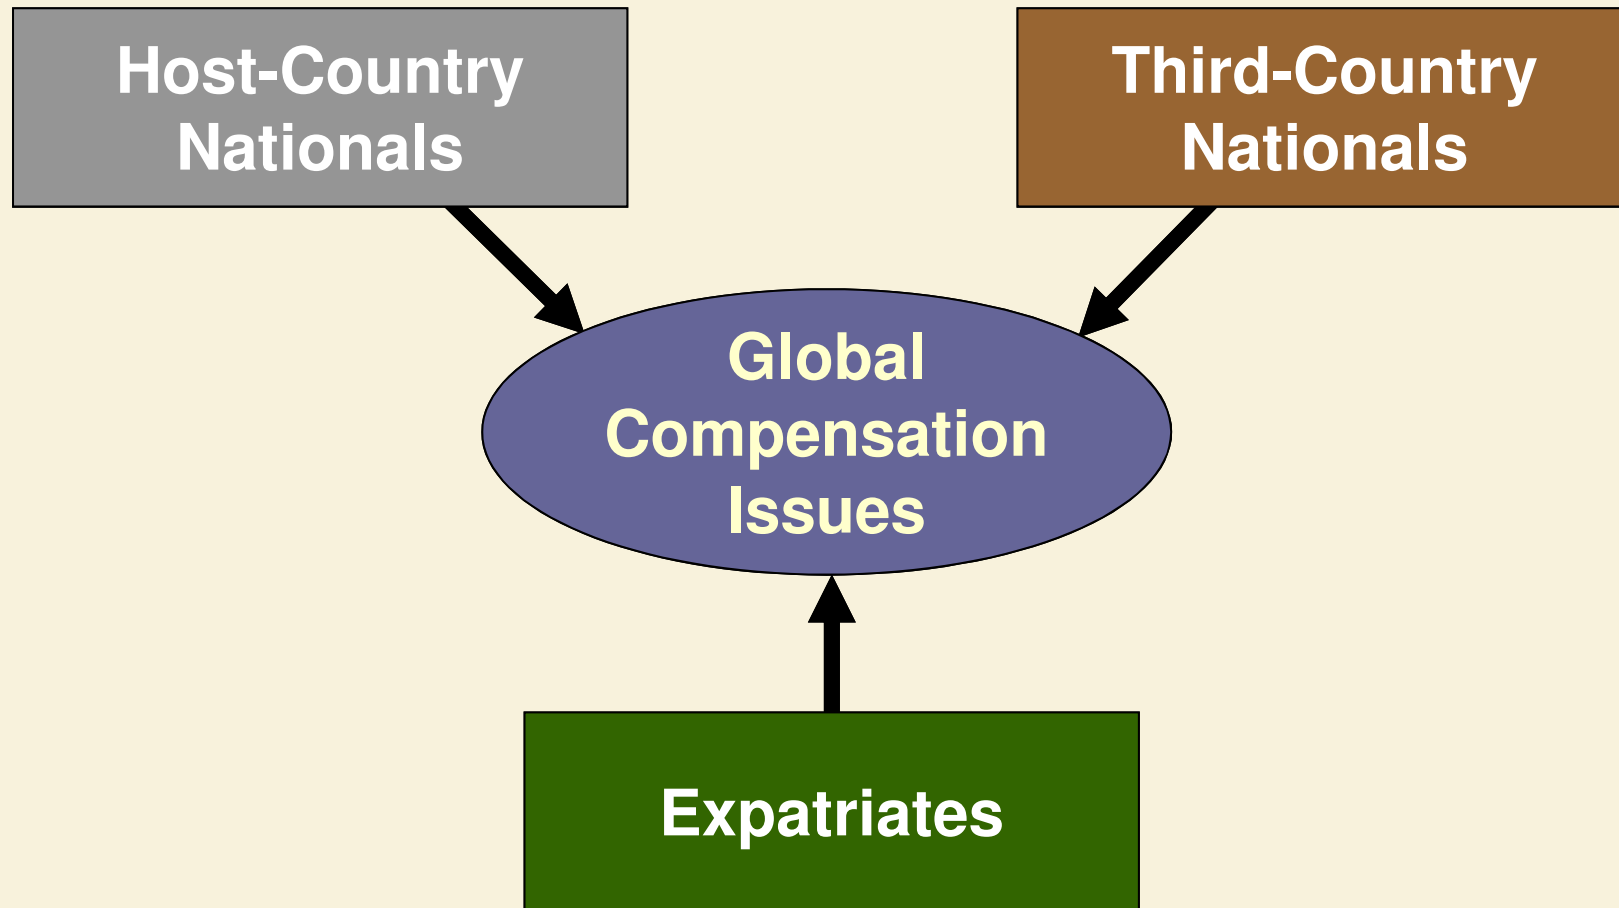 Host-Country
Nationals
Third-Country
Nationals
Global
Compensation
Issues
Expatriates